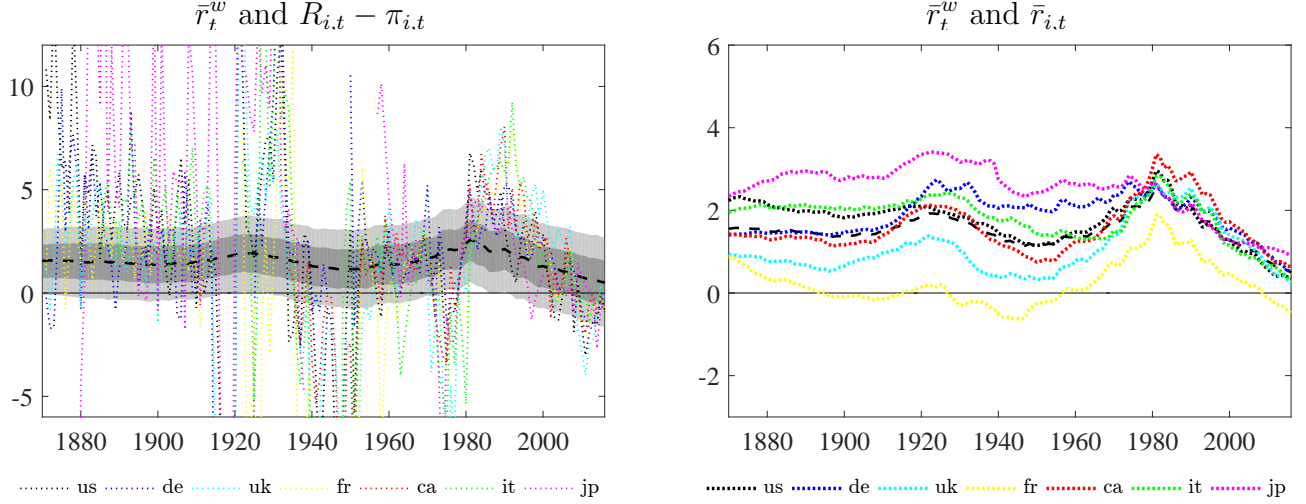 r̄ₜʷ and Rᵢ,ₜ − πᵢ,ₜ
10
5
0
-5
1880 1900 1920 1940 1960 1980 2000
us de uk fr ca it jp
r̄ₜʷ and r̄ᵢ,ₜ
6
4
2
0
-2
1880 1900 1920 1940 1960 1980 2000
us de uk fr ca it jp